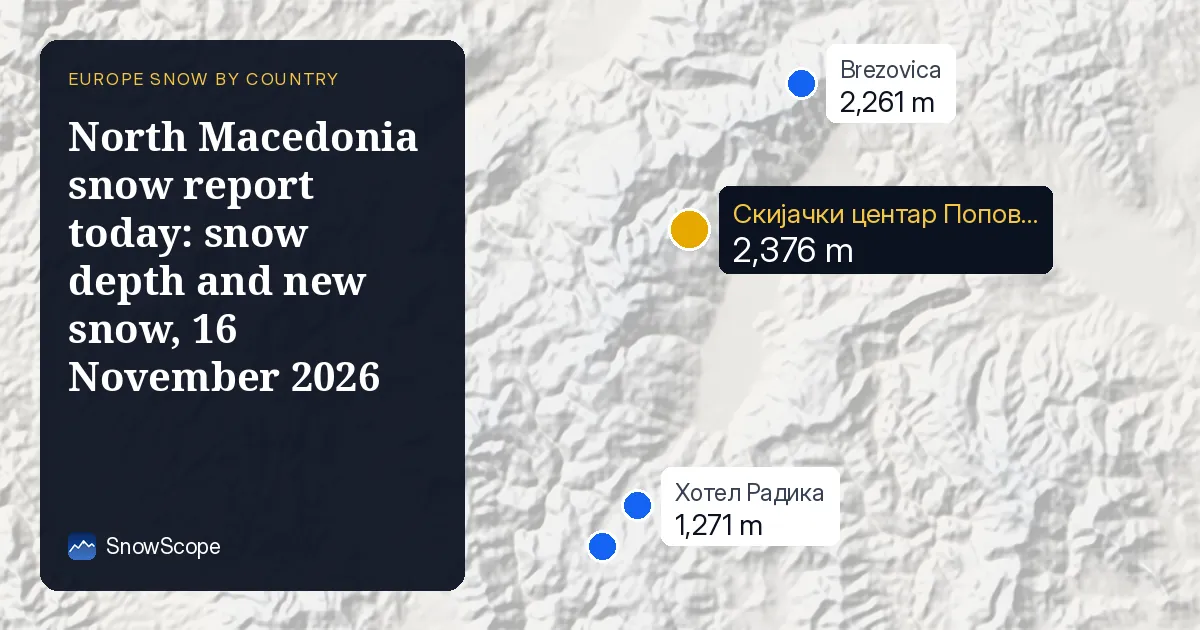 EUROPE SNOW BY COUNTRY
North Macedonia
snow report
today: snow
depth and new
snow, 16
November 2026
SnowScope
Brezovica
2,261 m
Скијачки центар Попов...
2,376 m
Хотел Радика
1,271 m